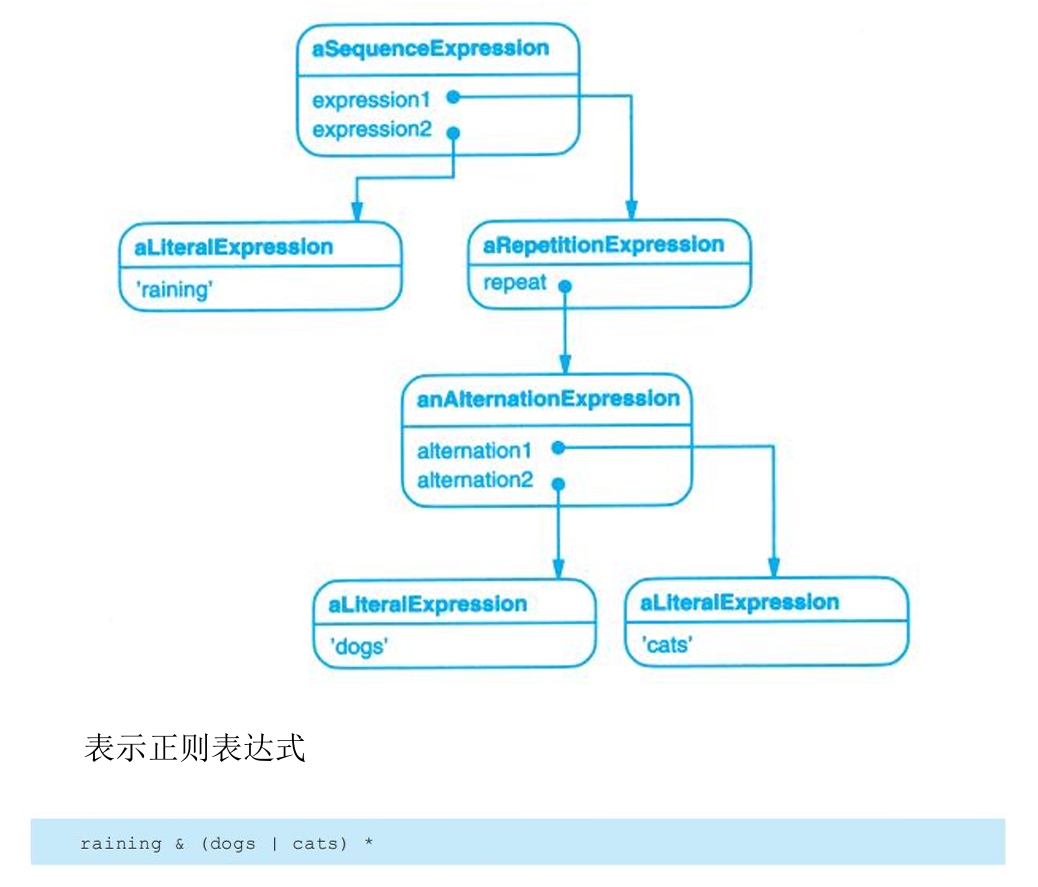 aSequenceExpression
expression1
expression2
aLiteralExpression
'raining'
aRepetitionExpression
repeat
anAlternationExpression
alternation1
alternation2
aLiteralExpression
'dogs'
aLiteralExpression
'cats'
表示正则表达式
raining & (dogs | cats) *